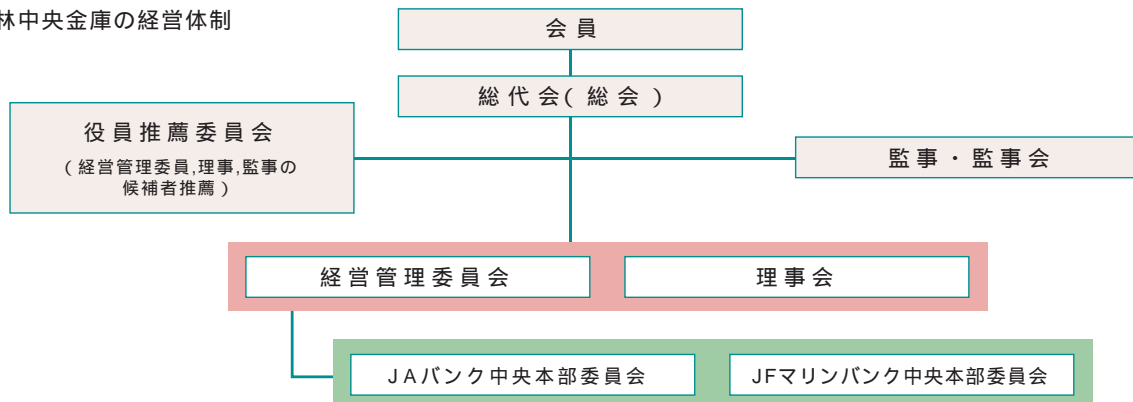 林中央金庫の経営体制
会員
総代会(総会)
役員推薦委員会
(経営管理委員,理事,監事の
候補者推薦)
監事・監事会
経営管理委員会
理事会
JAバンク中央本部委員会
JFマリンバンク中央本部委員会